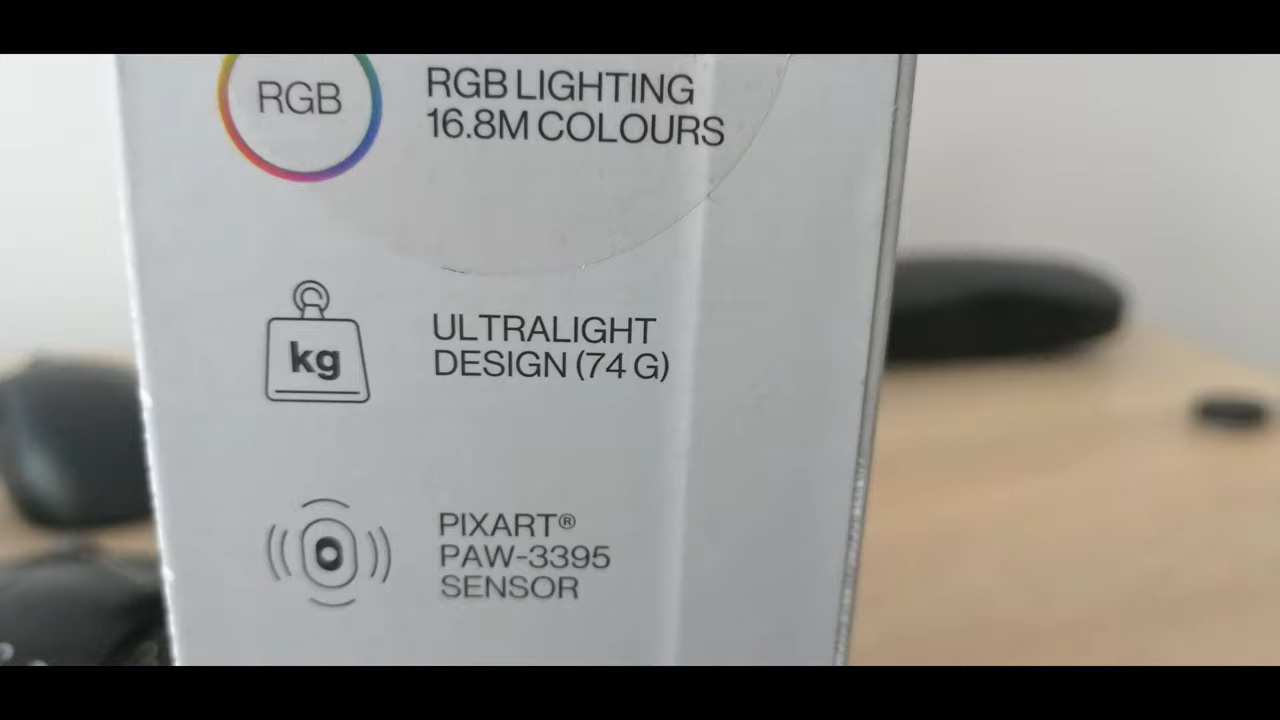 RGB
RGB LIGHTING
16.8M COLOURS
kg
ULTRALIGHT
DESIGN (74 G)
PIXART®
PAW-3395
SENSOR